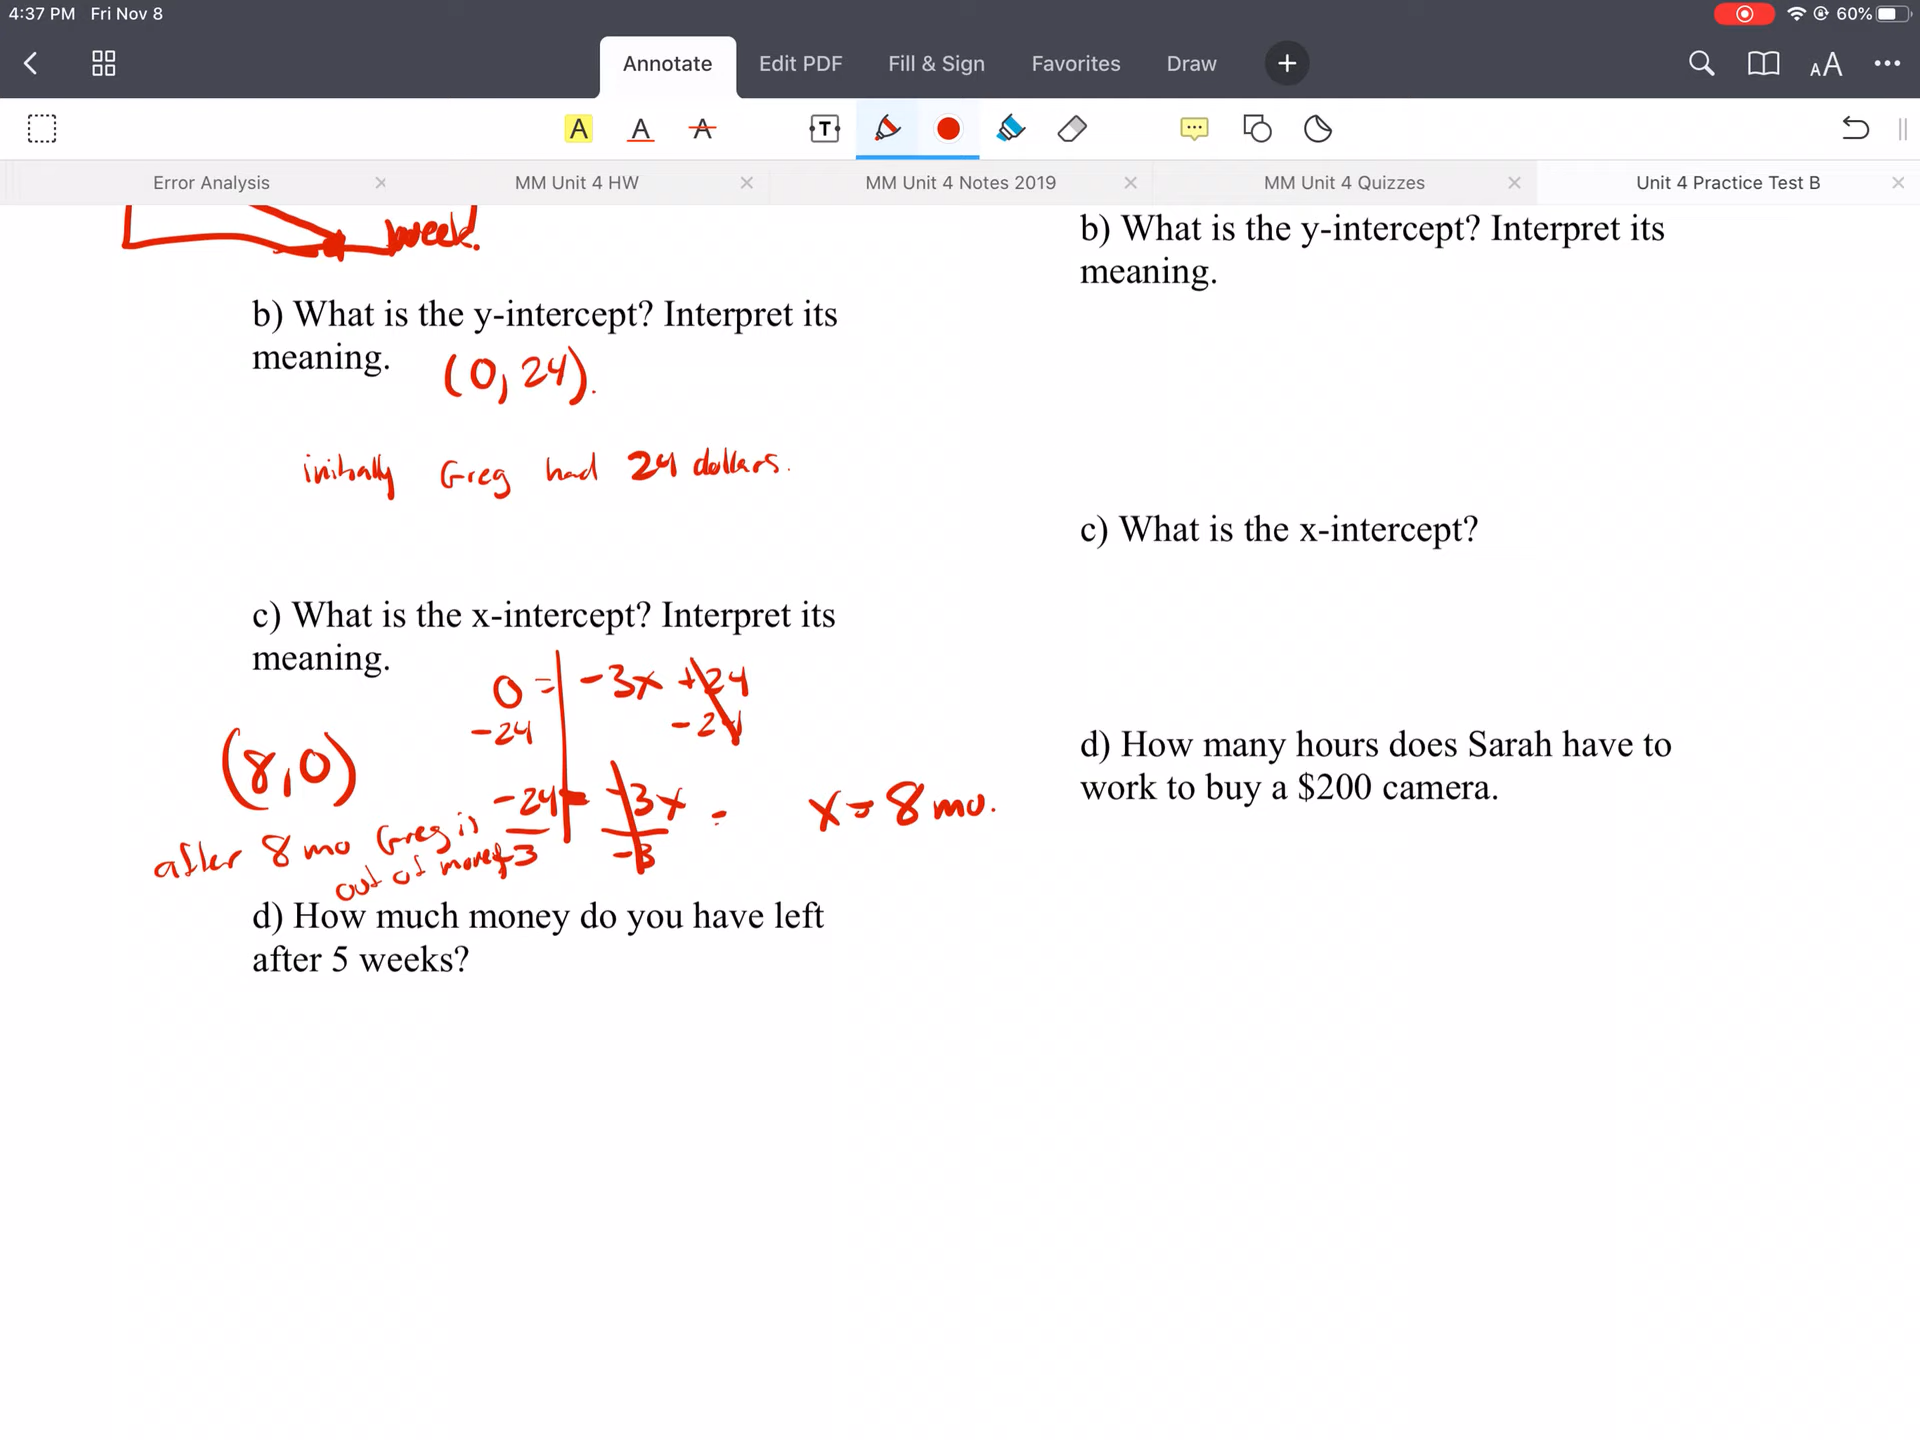 4:37 PM Fri Nov 8
60%
Annotate Edit PDF Fill & Sign Favorites Draw
AA
A A A T
Error Analysis MM Unit 4 HW MM Unit 4 Notes 2019 MM Unit 4 Quizzes Unit 4 Practice Test B
week.
b) What is the y-intercept? Interpret its
meaning. (0, 24).
initially Greg had 24 dollars.
c) What is the x-intercept? Interpret its
meaning.
0 = -3x + 24
-24 -24
(8,0)
-24 = -3x = x = 8 mo.
-3 -3
after 8 mo Greg is
out of money
d) How much money do you have left
after 5 weeks?
b) What is the y-intercept? Interpret its
meaning.
c) What is the x-intercept?
d) How many hours does Sarah have to
work to buy a $200 camera.